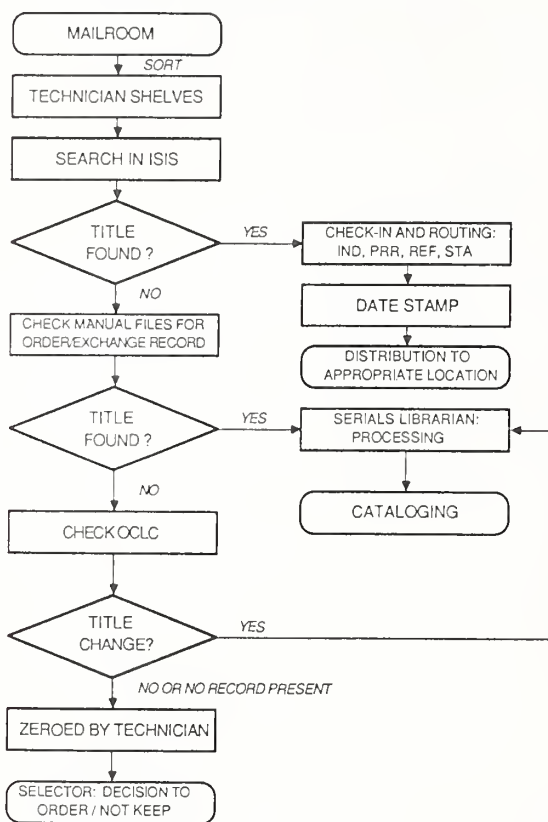 MAILROOM
SORT
TECHNICIAN SHELVES
SEARCH IN ISIS
TITLE
FOUND?
YES
CHECK-IN AND ROUTING:
IND, PRR, REF, STA
DATE STAMP
DISTRIBUTION TO
APPROPRIATE LOCATION
NO
CHECK MANUAL FILES FOR
ORDER/EXCHANGE RECORD
TITLE
FOUND?
YES
SERIALS LIBRARIAN:
PROCESSING
CATALOGING
NO
CHECK OCLC
TITLE
CHANGE?
YES
NO OR NO RECORD PRESENT
ZEROED BY TECHNICIAN
SELECTOR: DECISION TO
ORDER / NOT KEEP